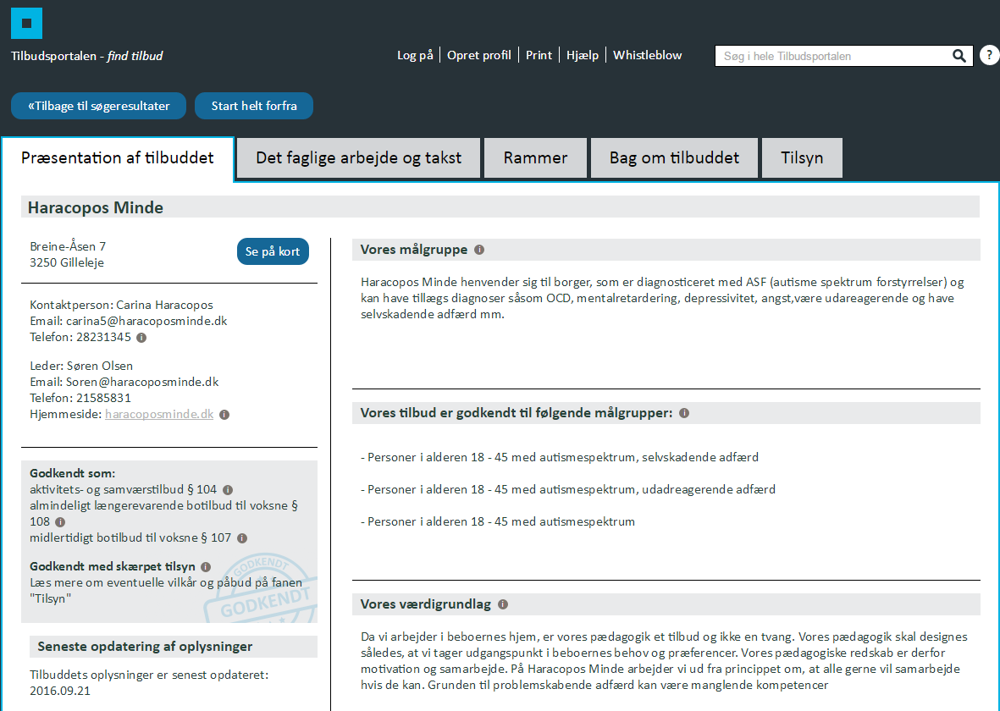 Tilbudsportalen - find tilbud
Log på
Opret profil
Print
Hjælp
Whistleblow
Søg i hele Tilbudsportalen
?
«Tilbage til søgeresultater
Start helt forfra
Præsentation af tilbuddet
Det faglige arbejde og takst
Rammer
Bag om tilbuddet
Tilsyn
Haracopos Minde
Breine-Åsen 7
3250 Gilleleje
Se på kort
Kontaktperson: Carina Haracopos
Email: carina5@haracoposminde.dk
Telefon: 28231345
Leder: Søren Olsen
Email: Soren@haracoposminde.dk
Telefon: 21585831
Hjemmeside: haracoposminde.dk
Godkendt som:
aktivitets- og samværstilbud § 104
almindeligt længerevarende botilbud til voksne §
108
midlertidigt botilbud til voksne § 107
Godkendt med skærpet tilsyn
Læs mere om eventuelle vilkår og påbud på fanen
"Tilsyn"
GODKENDT
GODKENDT
Seneste opdatering af oplysninger
Tilbuddets oplysninger er senest opdateret:
2016.09.21
Vores målgruppe
Haracopos Minde henvender sig til borger, som er diagnosticeret med ASF (autisme spektrum forstyrrelser) og
kan have tillægs diagnoser såsom OCD, mentalretardering, depressivitet, angst,være udareagerende og have
selvskadende adfærd mm.
Vores tilbud er godkendt til følgende målgrupper:
- Personer i alderen 18 - 45 med autismespektrum, selvskadende adfærd
- Personer i alderen 18 - 45 med autismespektrum, udadreagerende adfærd
- Personer i alderen 18 - 45 med autismespektrum
Vores værdigrundlag
Da vi arbejder i beboernes hjem, er vores pædagogik et tilbud og ikke en tvang. Vores pædagogik skal designes
således, at vi tager udgangspunkt i beboernes behov og præferencer. Vores pædagogiske redskab er derfor
motivation og samarbejde. På Haracopos Minde arbejder vi ud fra princippet om, at alle gerne vil samarbejde
hvis de kan. Grunden til problemskabende adfærd kan være manglende kompetencer